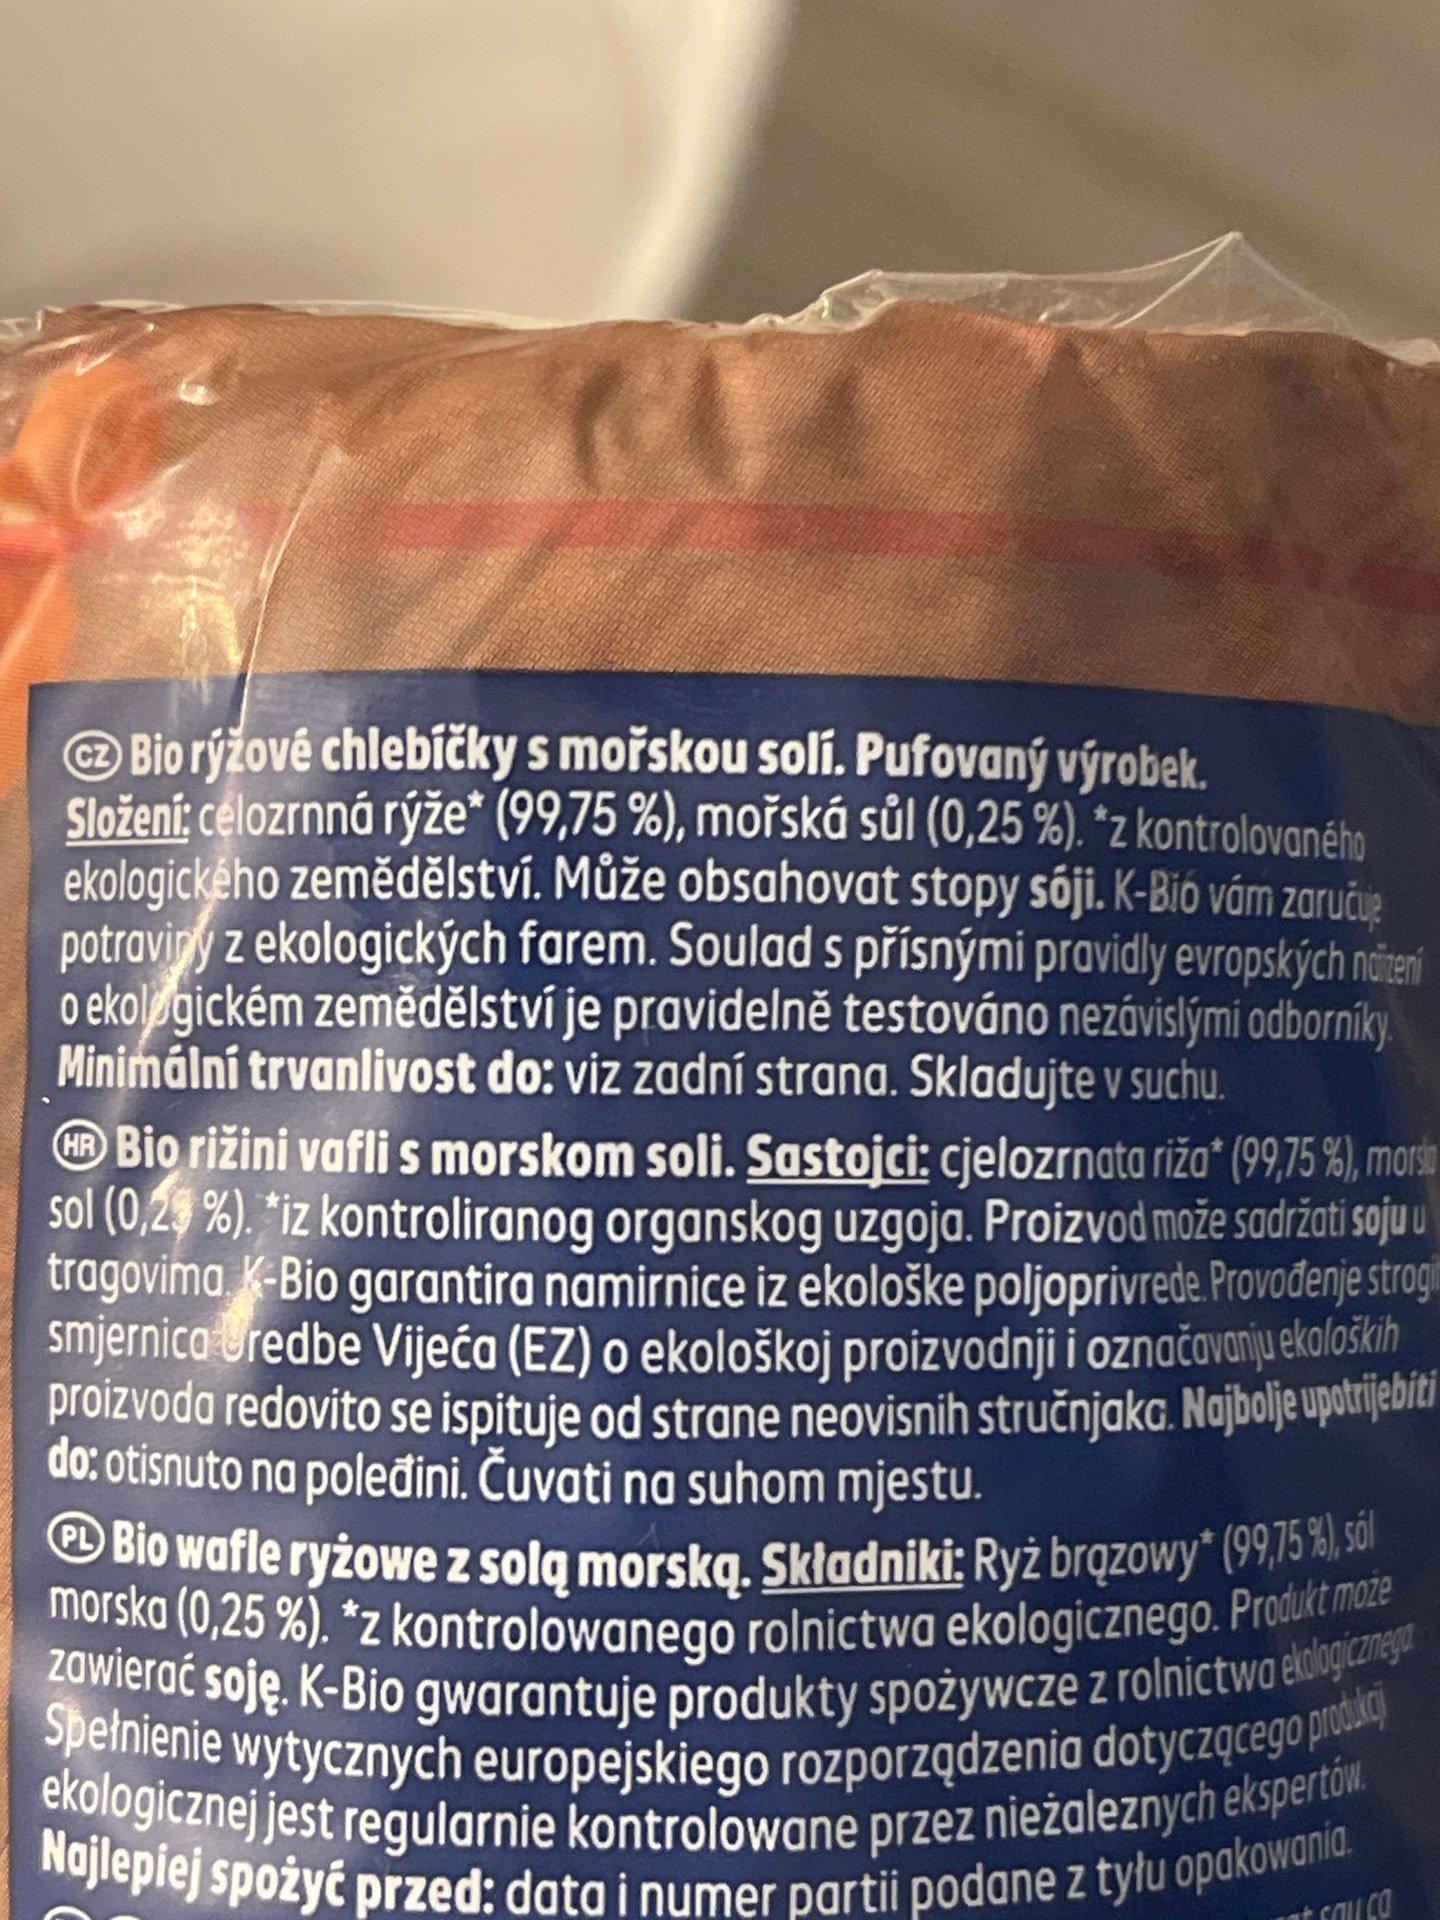 CZ Bio rýžové chlebíčky s mořskou solí. Pufovaný výrobek.
Složení: celozrnná rýže* (99,75 %), mořská sůl (0,25 %). *z kontrolovaného
ekologického zemědělství. Může obsahovat stopy sóji. K-Bio vám zaručuje
potraviny z ekologických farem. Soulad s přísnými pravidly evropských nařízení
o ekologickém zemědělství je pravidelně testováno nezávislými odborníky.
Minimální trvanlivost do: viz zadní strana. Skladujte v suchu.
HR Bio rižini vafli s morskom soli. Sastojci: cjelozrnata riža* (99,75 %), morska
sol (0,25 %). *iz kontroliranog organskog uzgoja. Proizvod može sadržati soju u
tragovima. K-Bio garantira namirnice iz ekološke poljoprivrede. Provođenje strogih
smjernica Uredbe Vijeća (EZ) o ekološkoj proizvodnji i označavanju ekoloških
proizvoda redovito se ispituje od strane neovisnih stručnjaka. Najbolje upotrijebiti
do: otisnuto na poleđini. Čuvati na suhom mjestu.
PL Bio wafle ryżowe z solą morską. Składniki: Ryż brązowy* (99,75 %), sól
morska (0,25 %). *z kontrolowanego rolnictwa ekologicznego. Produkt może
zawierać soję. K-Bio gwarantuje produkty spożywcze z rolnictwa ekologicznego.
Spełnienie wytycznych europejskiego rozporządzenia dotyczącego produkcji
ekologicznej jest regularnie kontrolowane przez nieżaleznych ekspertów.
Najlepiej spożyć przed: data i numer partii podane z tyłu opakowania.